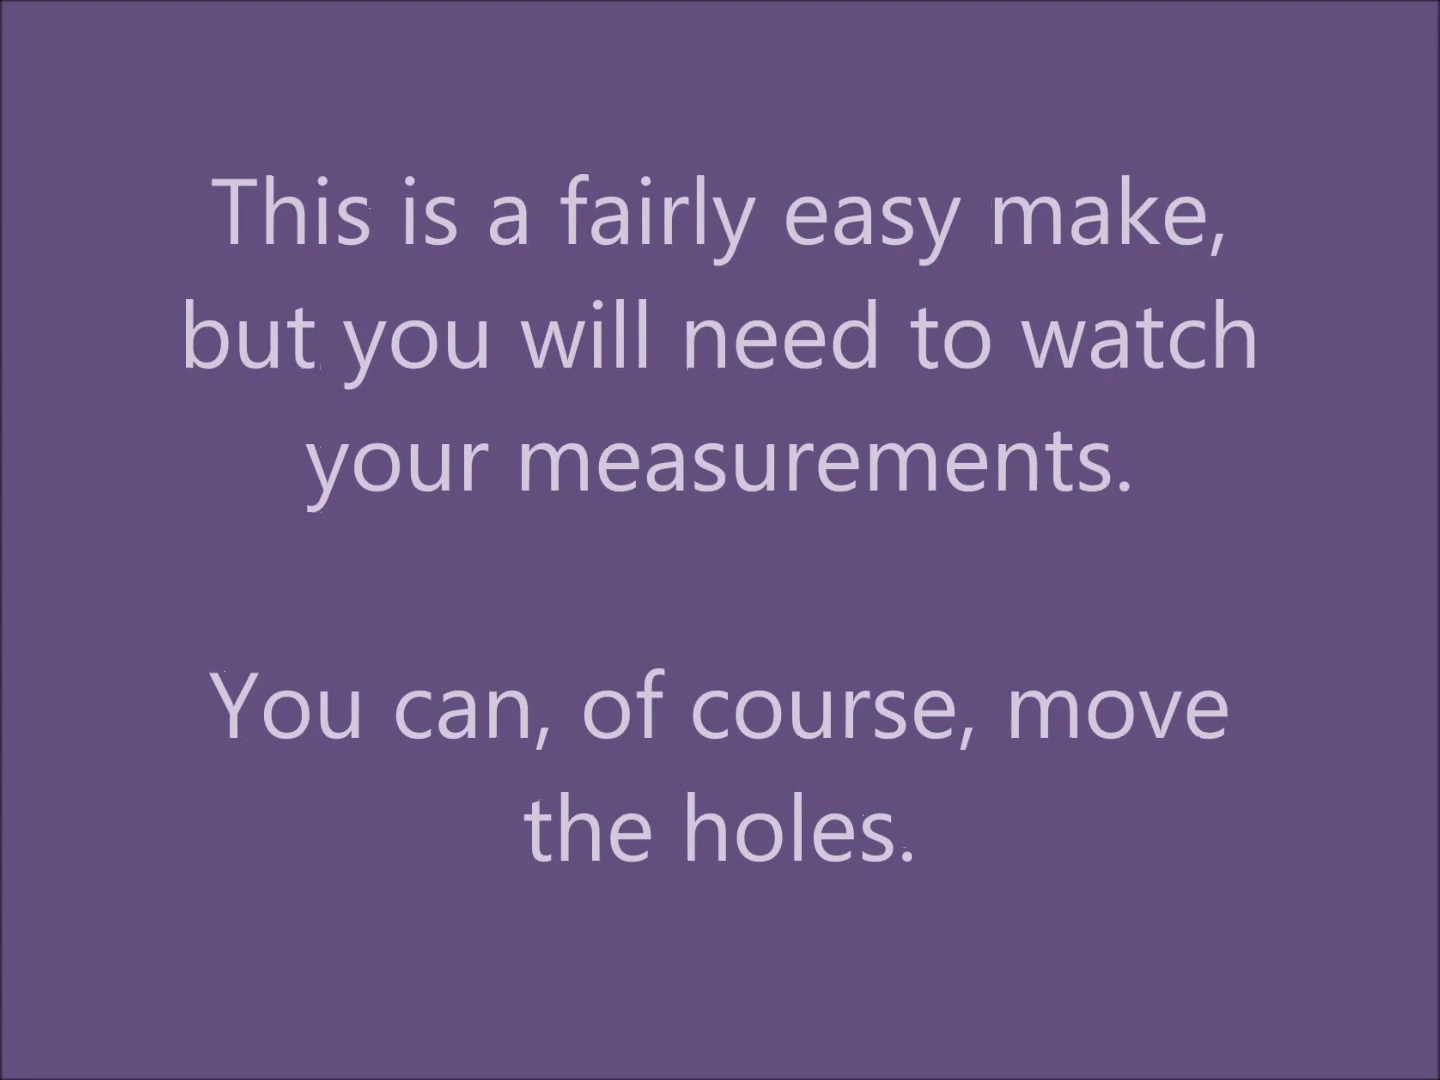 This is a fairly easy make,
but you will need to watch
your measurements.
You can, of course, move
the holes.